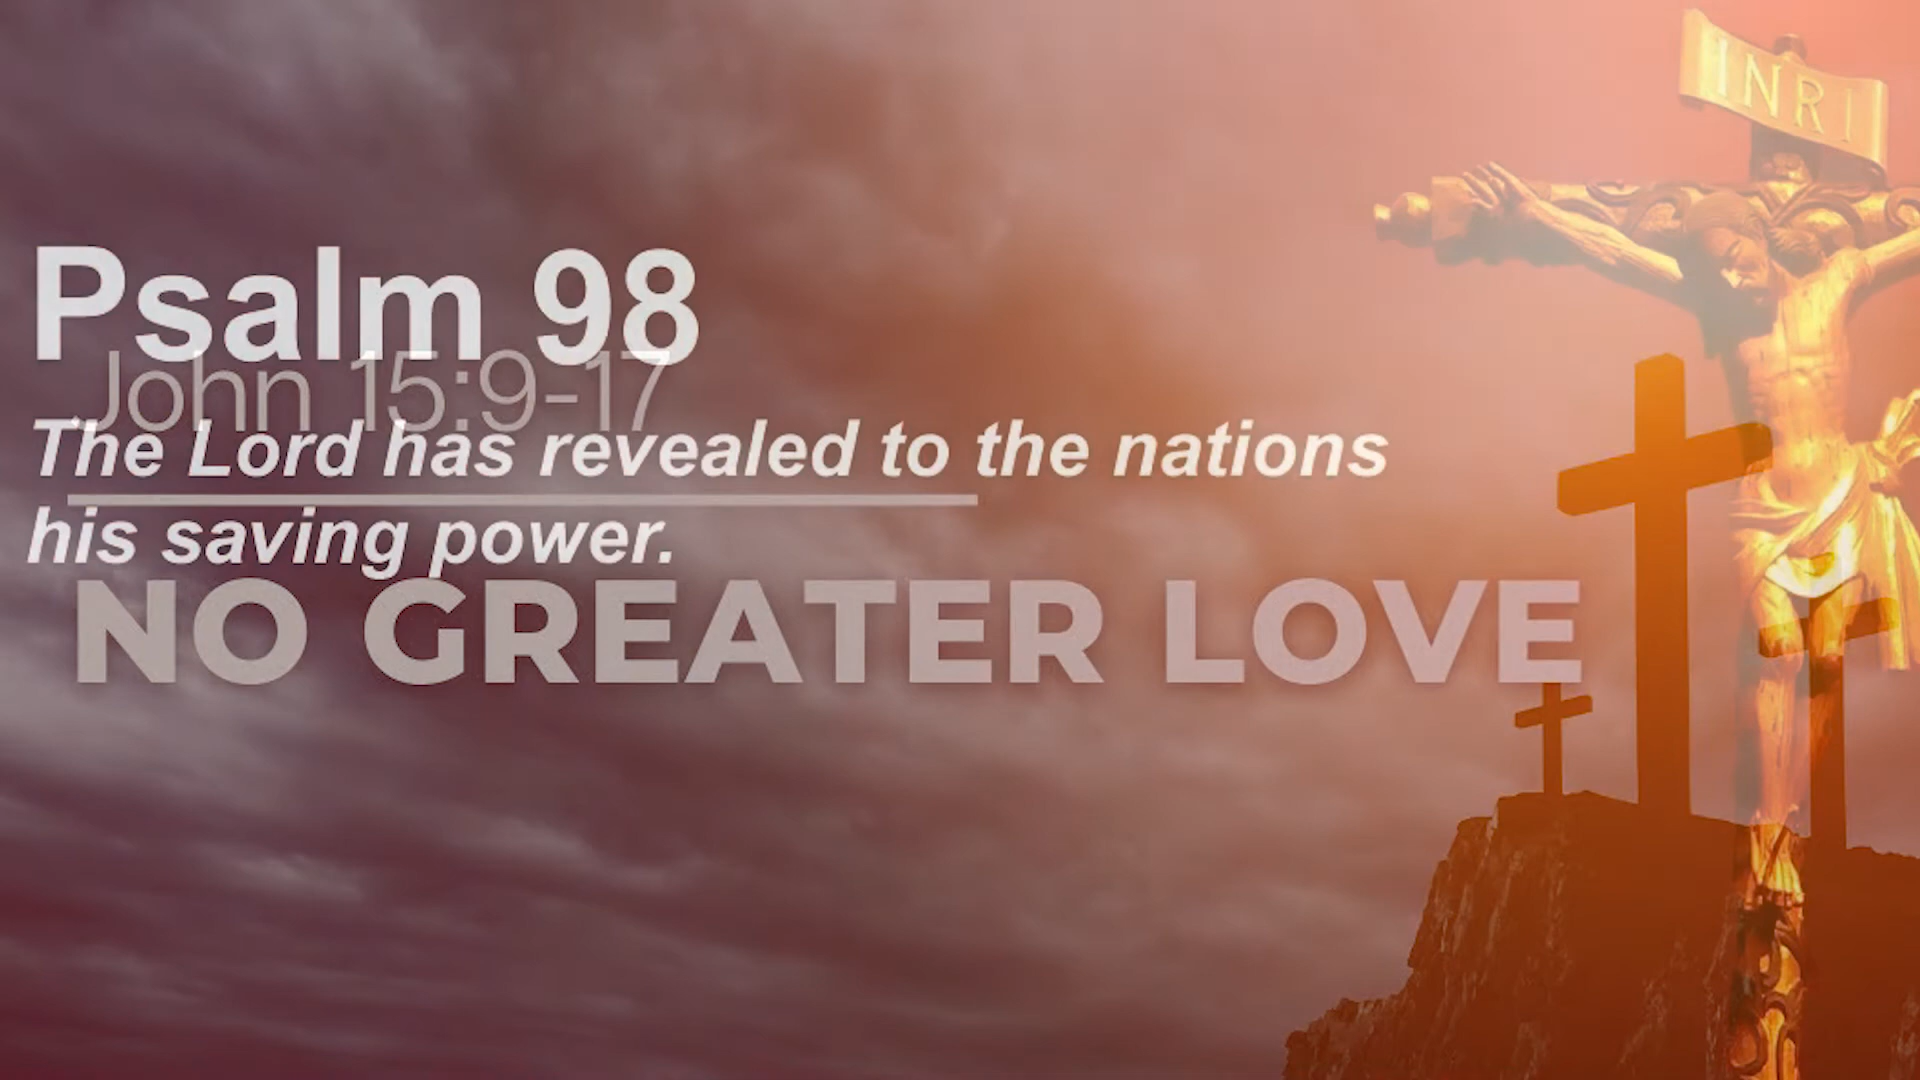 INRI
Psalm 98
John 15:9-17
The Lord has revealed to the nations
his saving power.
NO GREATER LOVE